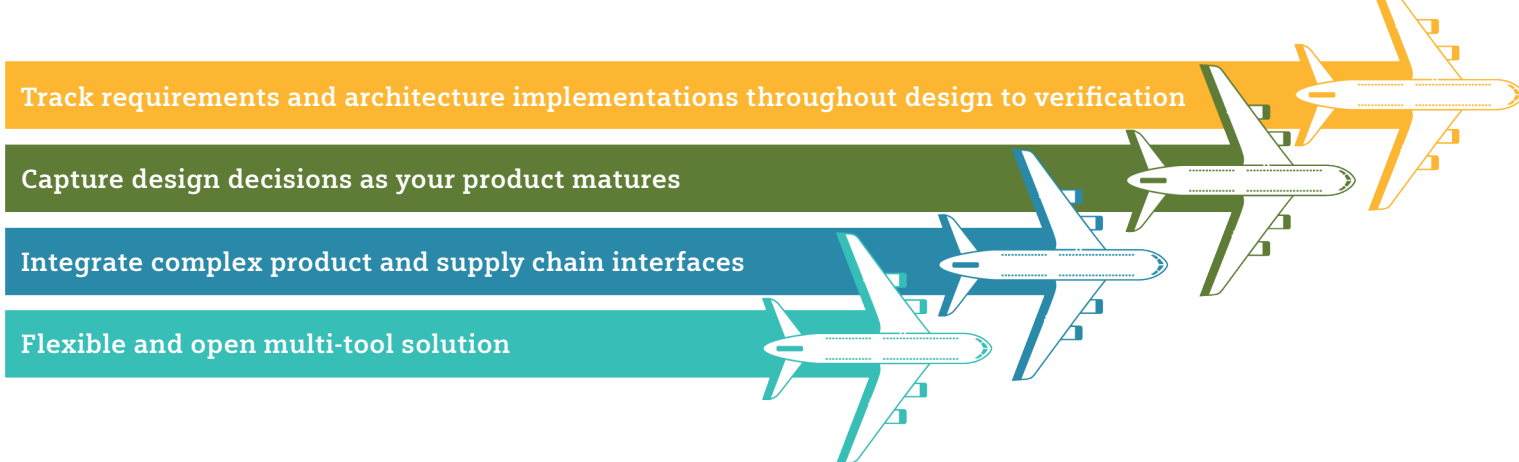 Track requirements and architecture implementations throughout design to verification
Capture design decisions as your product matures
Integrate complex product and supply chain interfaces
Flexible and open multi-tool solution